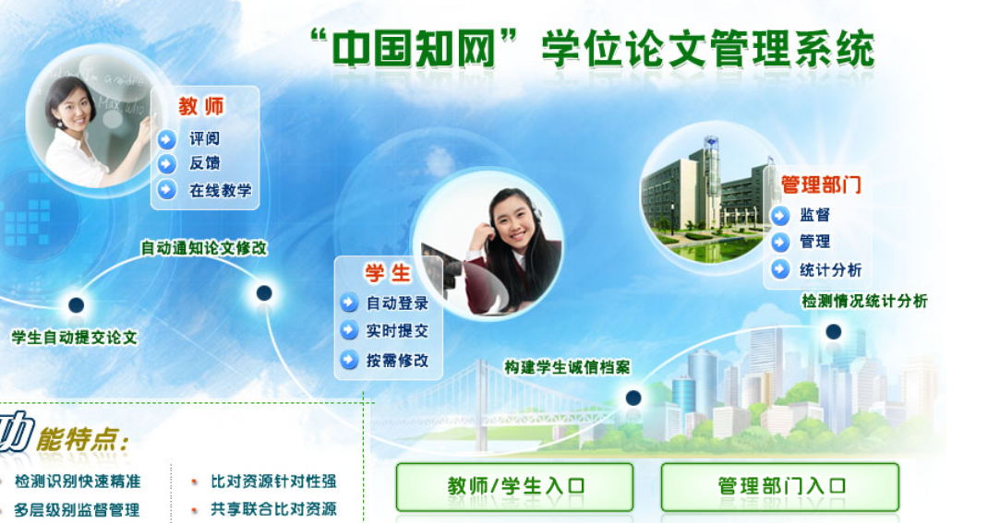 “中国知网”学位论文管理系统
教师
评阅
反馈
在线教学
学生
自动登录
实时提交
按需修改
管理部门
监督
管理
统计分析
学生自动提交论文
自动通知论文修改
构建学生诚信档案
检测情况统计分析
功能特点：
检测识别快速精准
多层级别监督管理
比对资源针对性强
共享联合比对资源
教师/学生入口
管理部门入口